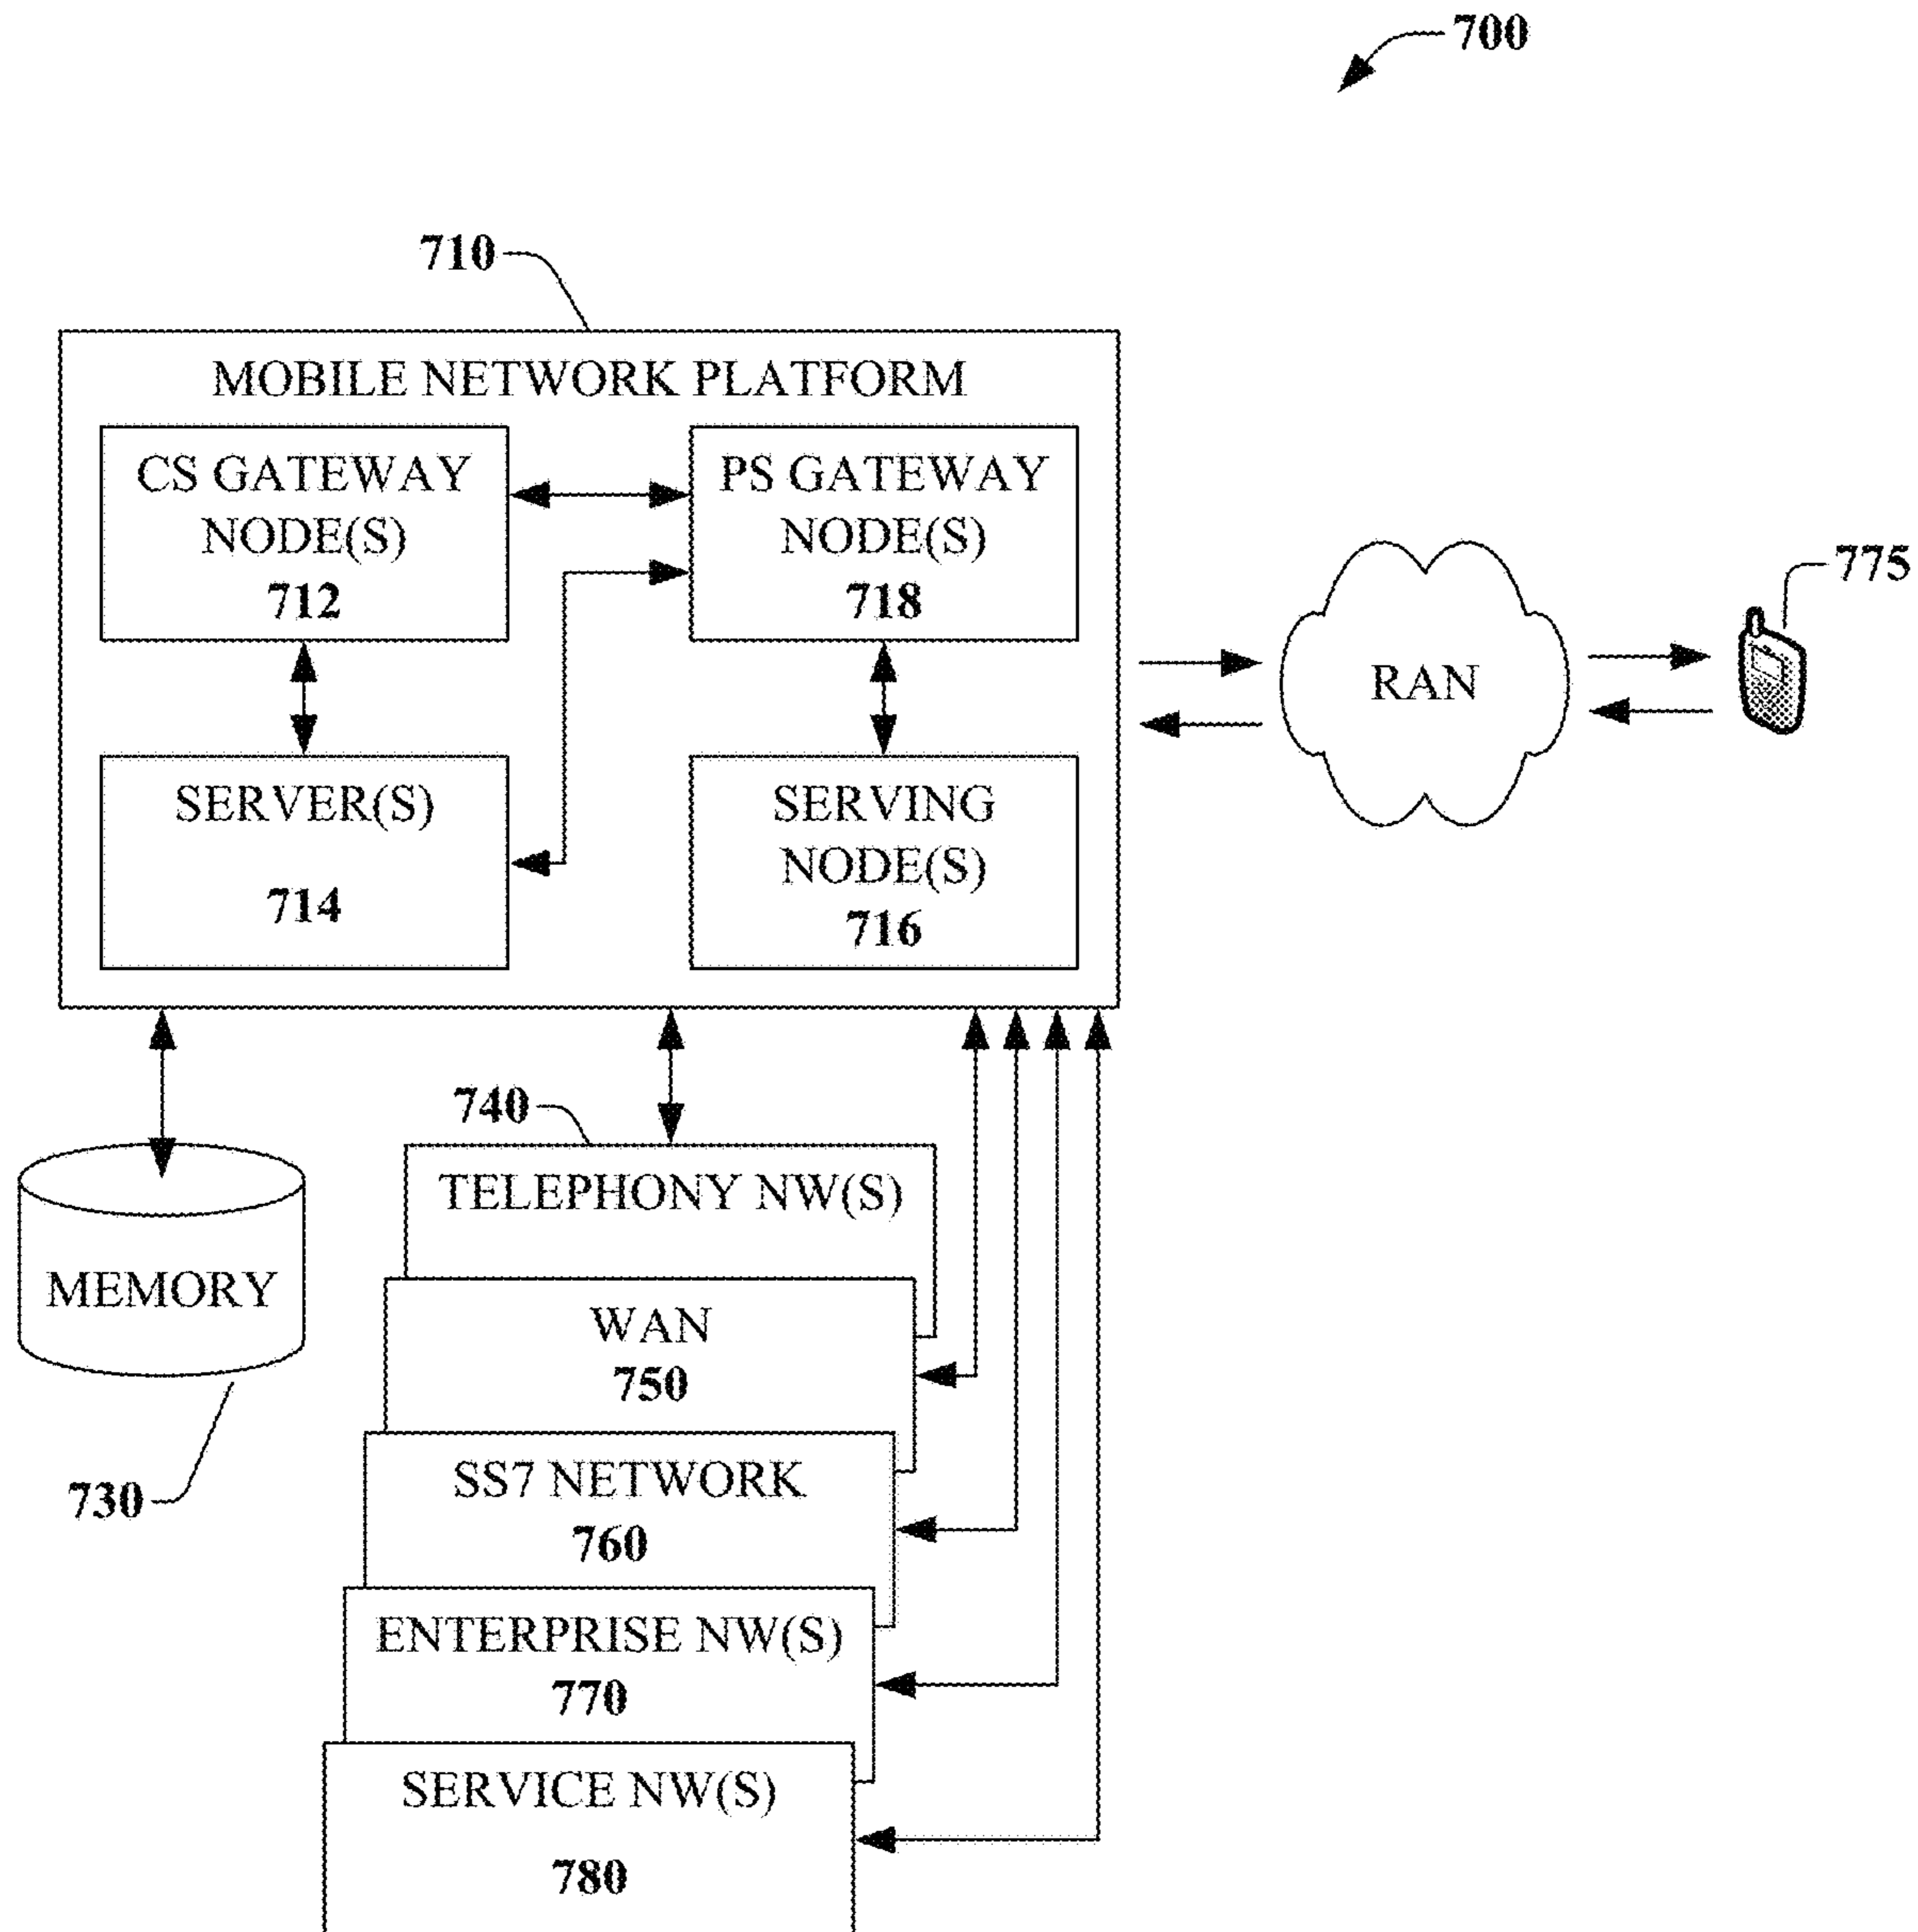 700
710
MOBILE NETWORK PLATFORM
CS GATEWAY
NODE(S)
712
PS GATEWAY
NODE(S)
718
775
RAN
SERVER(S)
714
SERVING
NODE(S)
716
740
TELEPHONY NW(S)
MEMORY
730
WAN
750
SS7 NETWORK
760
ENTERPRISE NW(S)
770
SERVICE NW(S)
780